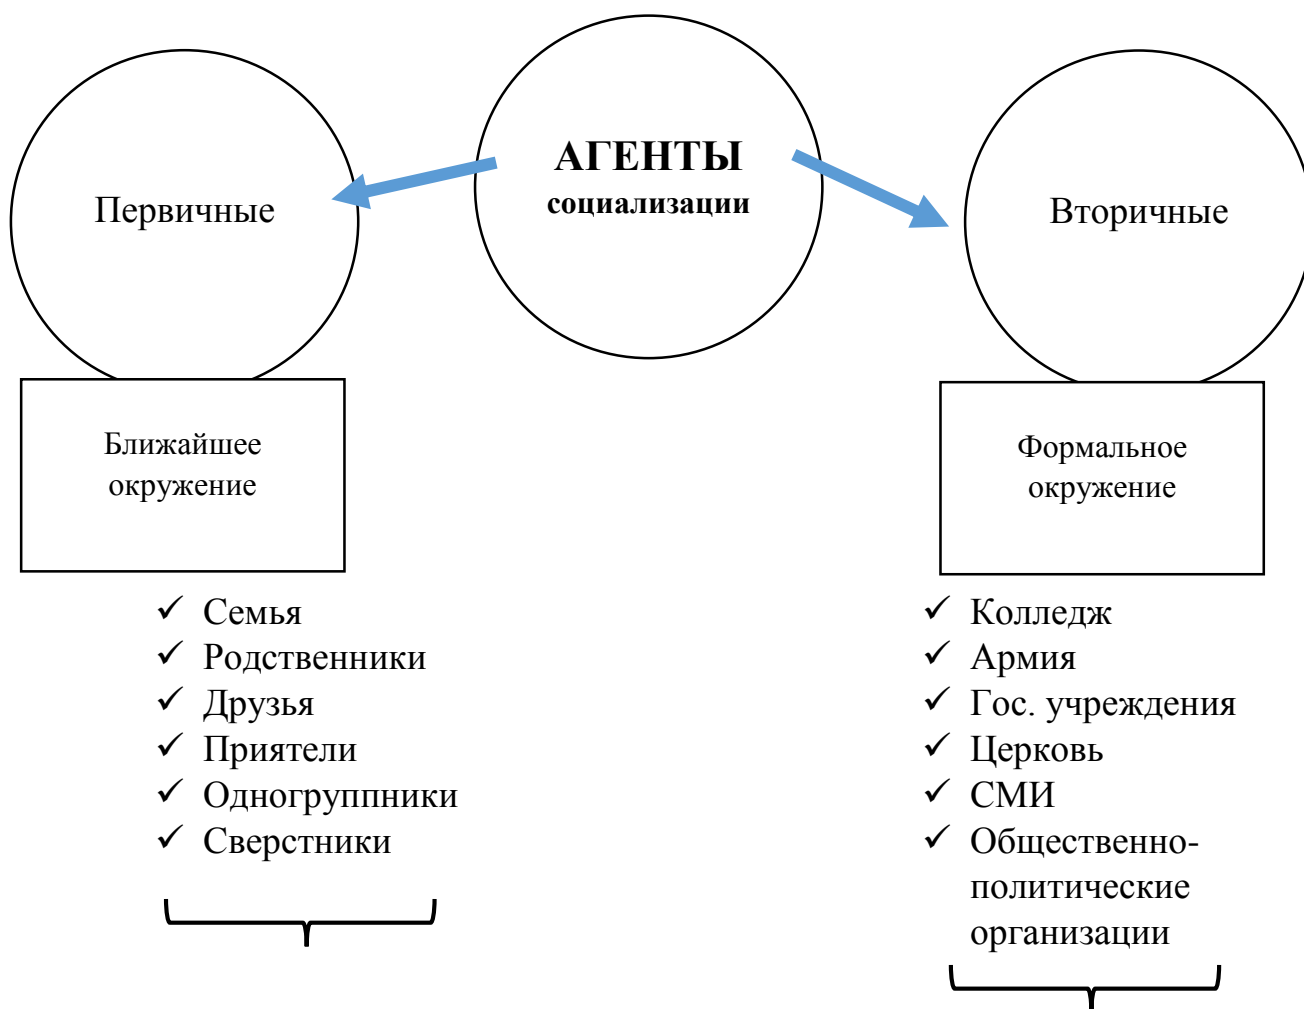 АГЕНТЫ
социализации
Первичные
Вторичные
Ближайшее
окружение
Формальное
окружение
✓ Семья
✓ Родственники
✓ Друзья
✓ Приятели
✓ Одногруппники
✓ Сверстники
✓ Колледж
✓ Армия
✓ Гос. учреждения
✓ Церковь
✓ СМИ
✓ Общественно-
политические
организации